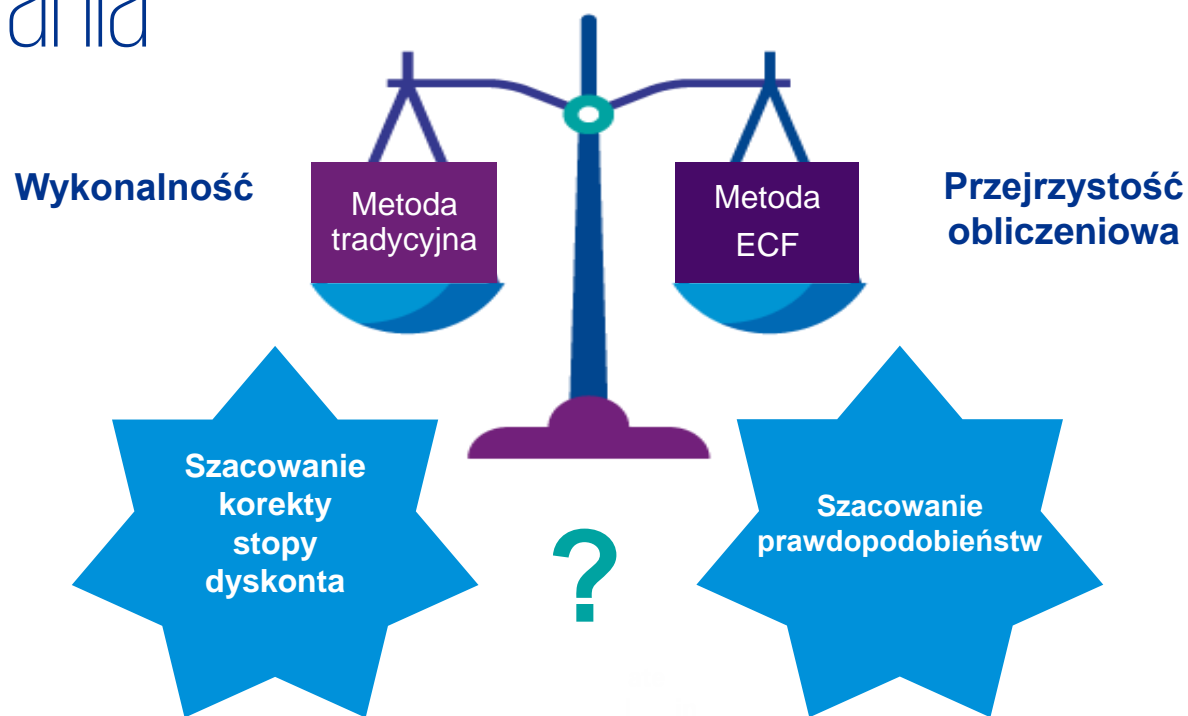 Wykonalność
Metoda
tradycyjna
Metoda
ECF
Przejrzystość
obliczeniowa
Szacowanie
korekty
stopy
dyskonta
?
Szacowanie
prawdopodobieństw